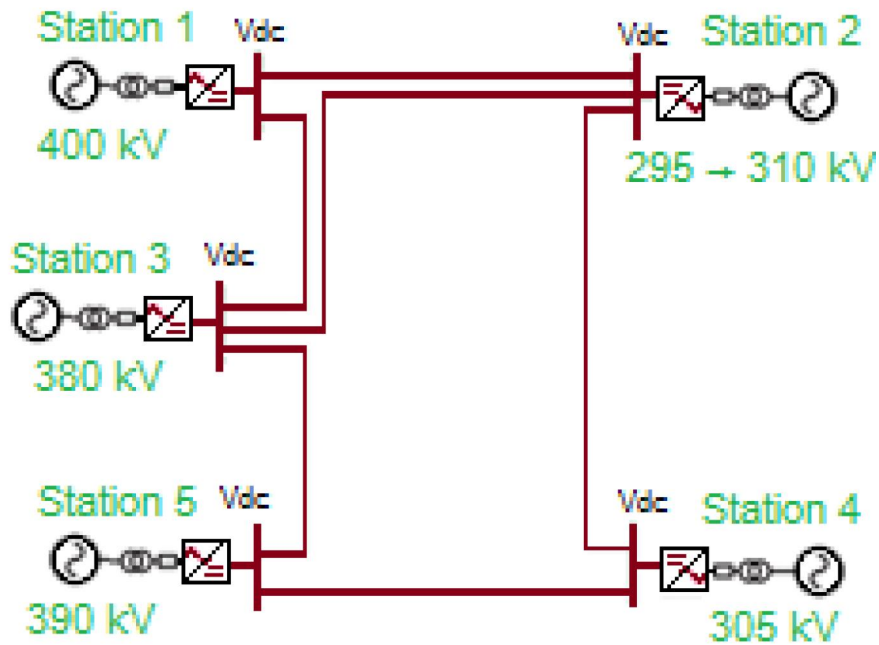 Station 1
Vdc
Vdc
Station 2
400 kV
295 → 310 kV
Station 3
Vdc
380 kV
Station 5
Vdc
Vdc
Station 4
390 kV
305 kV